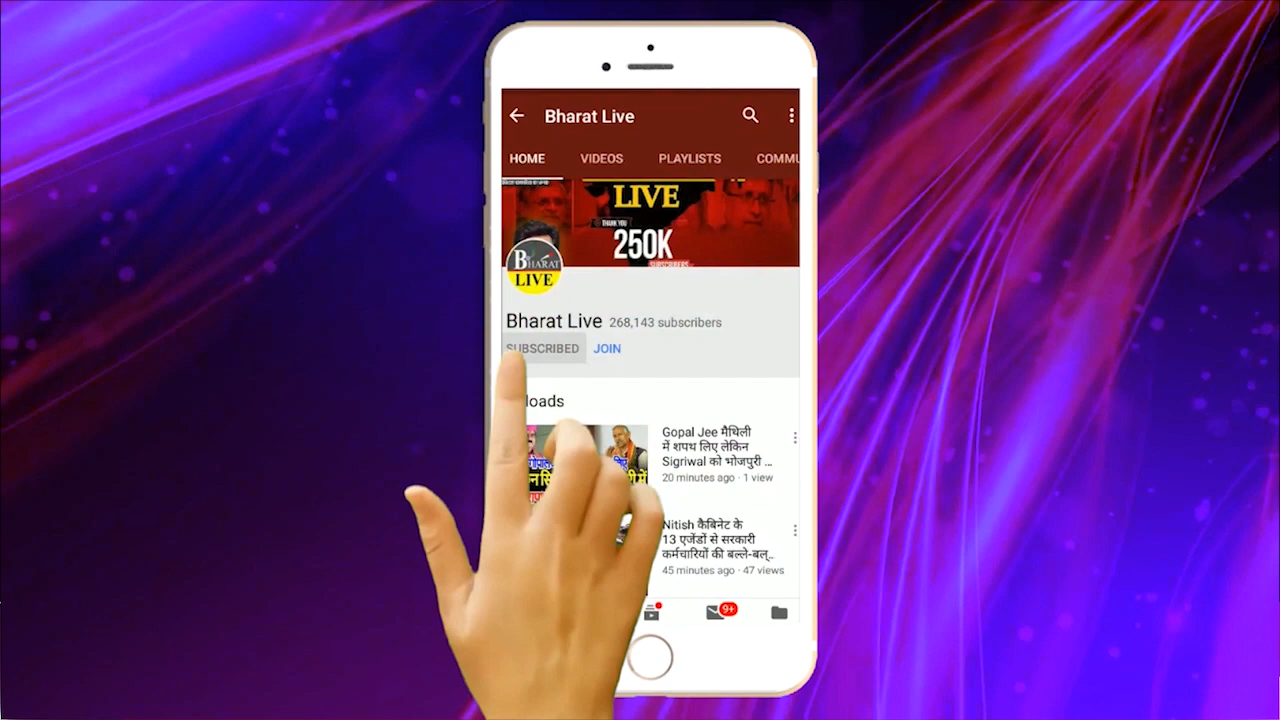 Bharat Live
HOME VIDEOS PLAYLISTS COMMU
LIVE
THANK YOU
250K
SUBSCRIBERS
BHARAT
LIVE
Bharat Live 268,143 subscribers
SUBSCRIBED JOIN
loads
Gopal Jee मैथिली
में शपथ लिए लेकिन
Sigriwal को भोजपुरी ...
20 minutes ago · 1 view
Nitish कैबिनेट के
13 एजेंडों से सरकारी
कर्मचारियों की बल्ले-बल्..
45 minutes ago · 47 views
9+